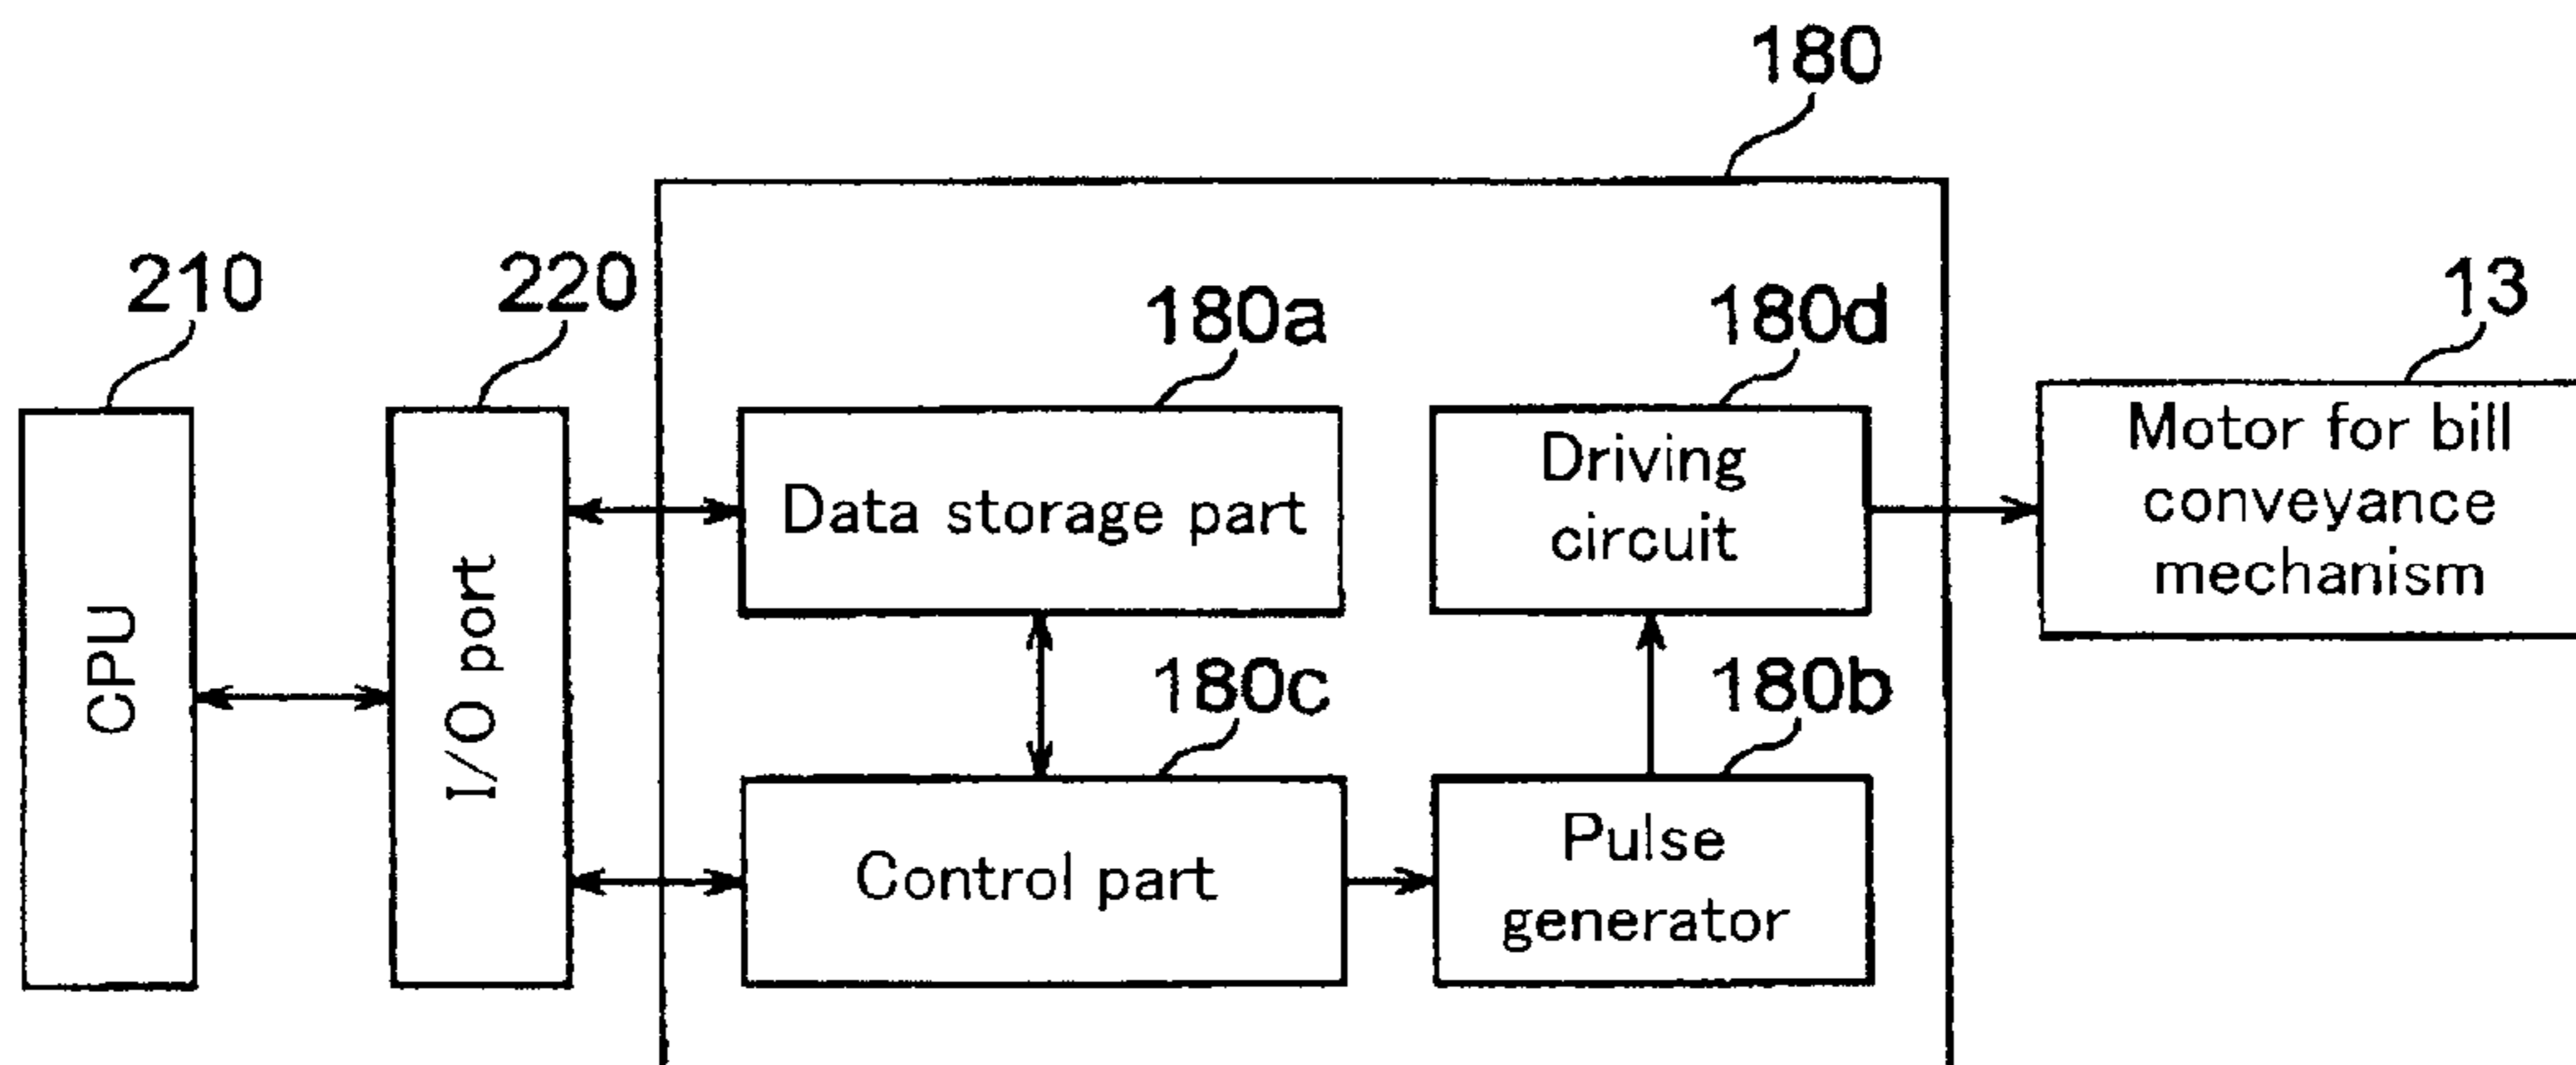 180
210
220
180a
180d
13
CPU
I/O port
Data storage part
Driving
circuit
Motor for bill
conveyance
mechanism
180c
180b
Control part
Pulse
generator